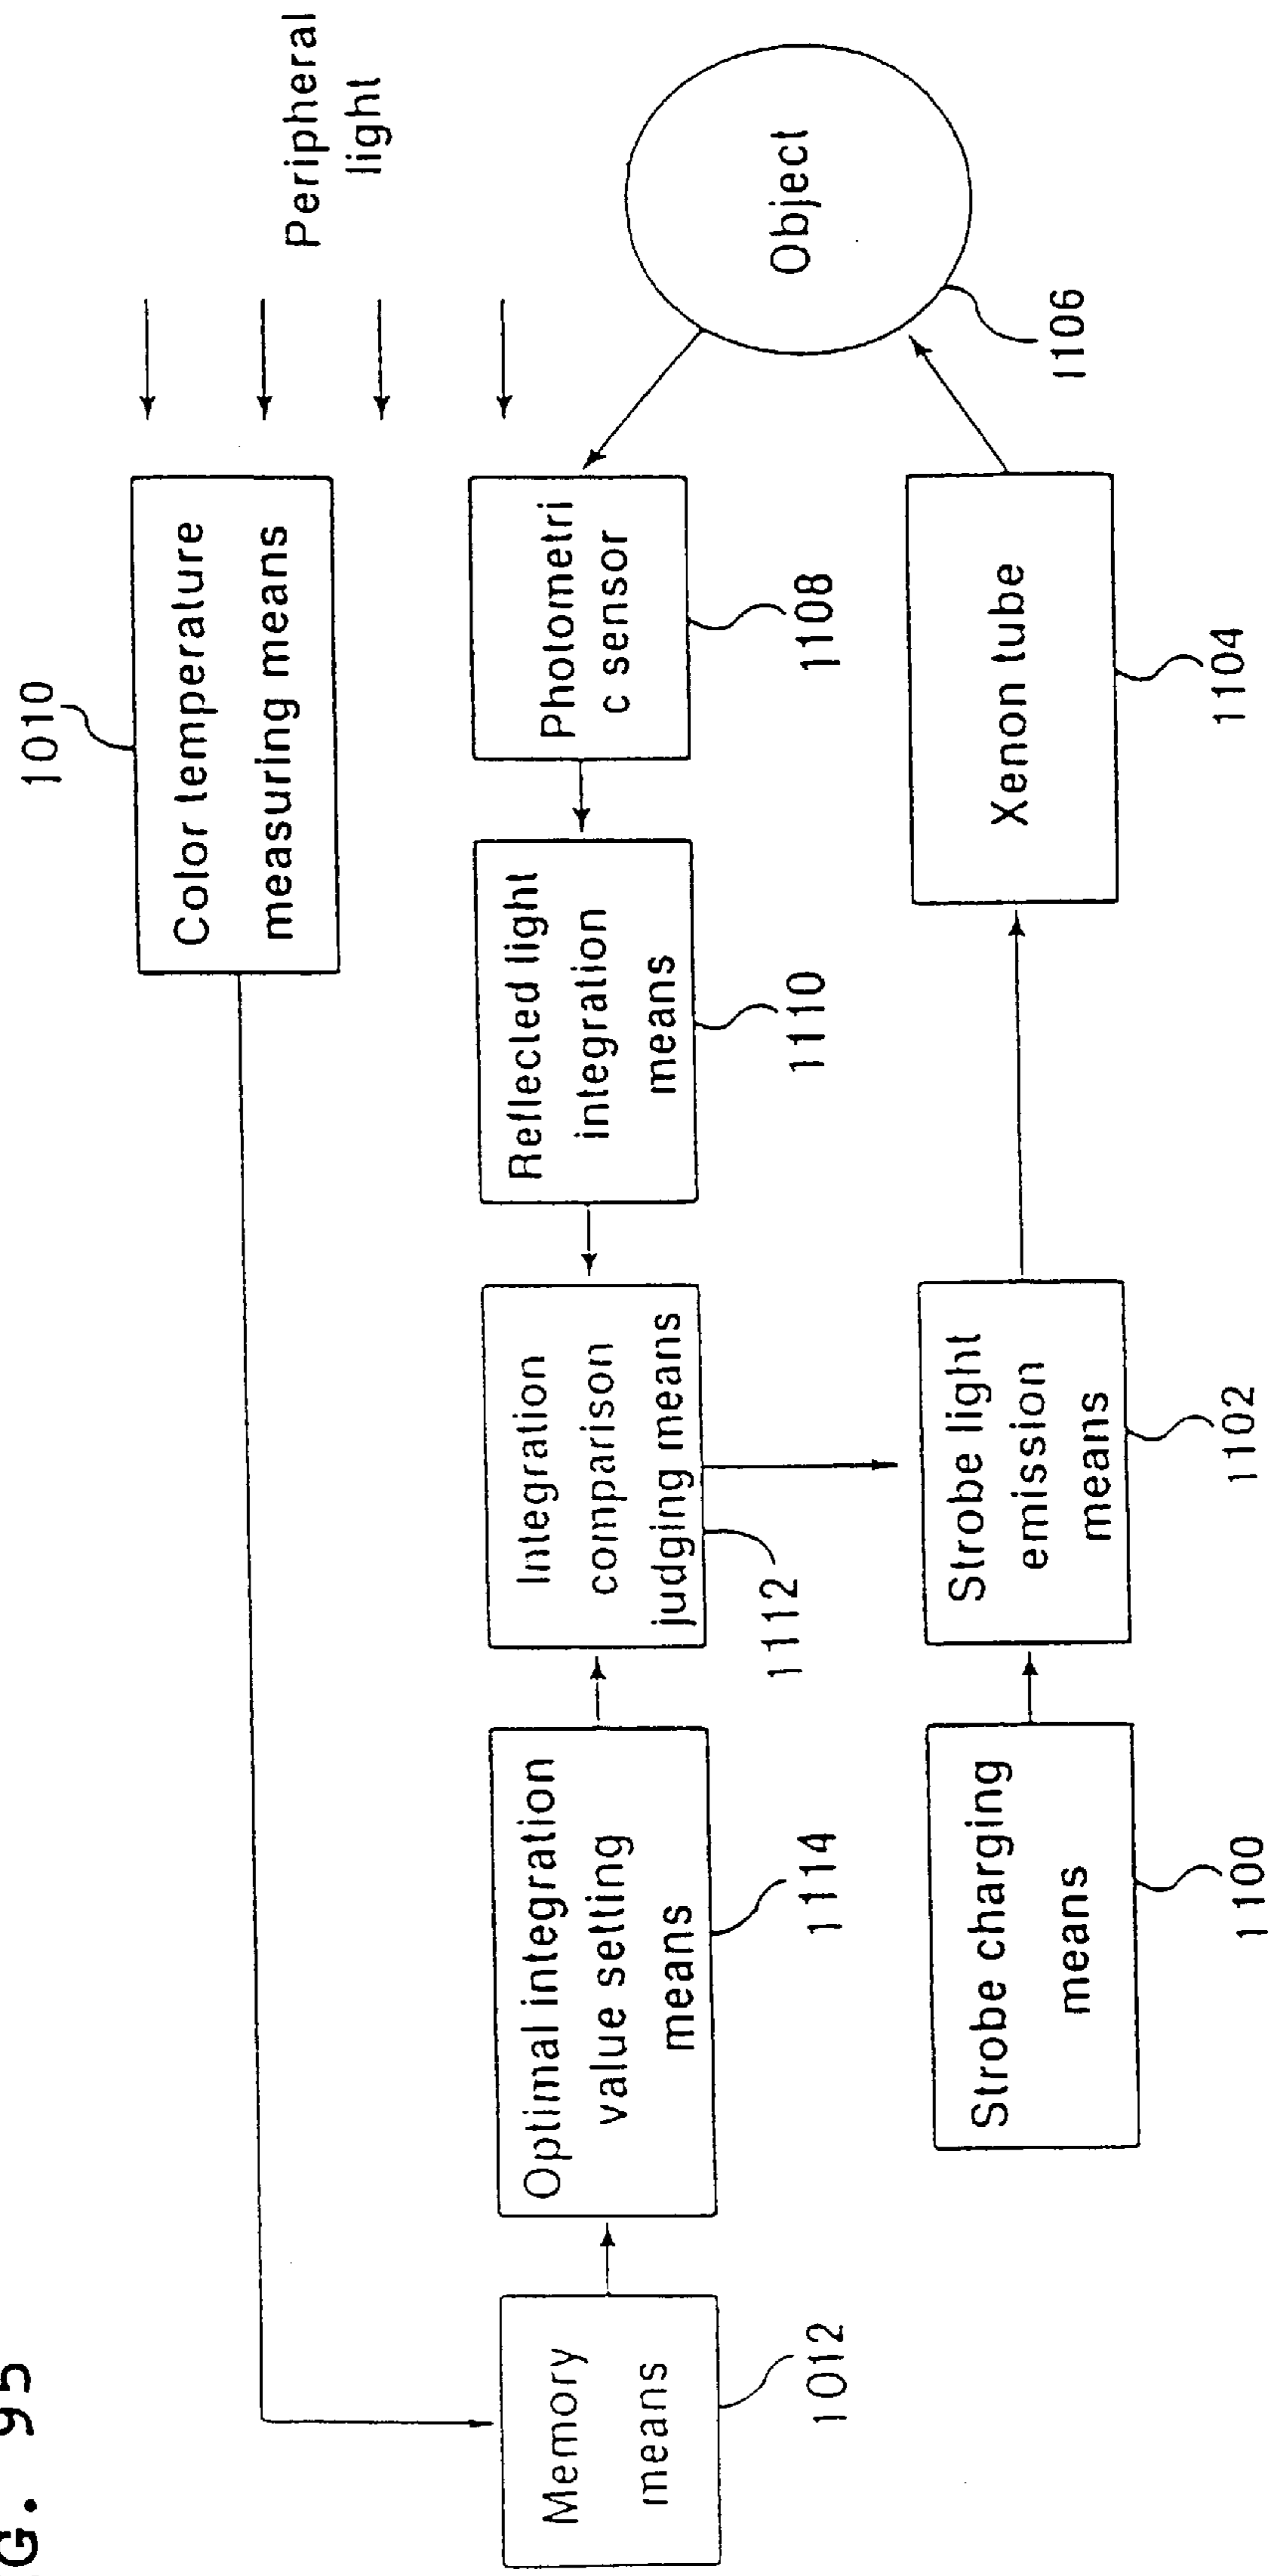 G. 95
1010
Color temperature
measuring means
Peripheral
light
Memory
means
1012
Optimal integration
value setting
means
1114
Integration
comparison
judging means
1112
Reflected light
integration
means
1110
Photometri
c sensor
1108
Object
1106
Strobe charging
means
1100
Strobe light
emission
means
1102
Xenon tube
1104